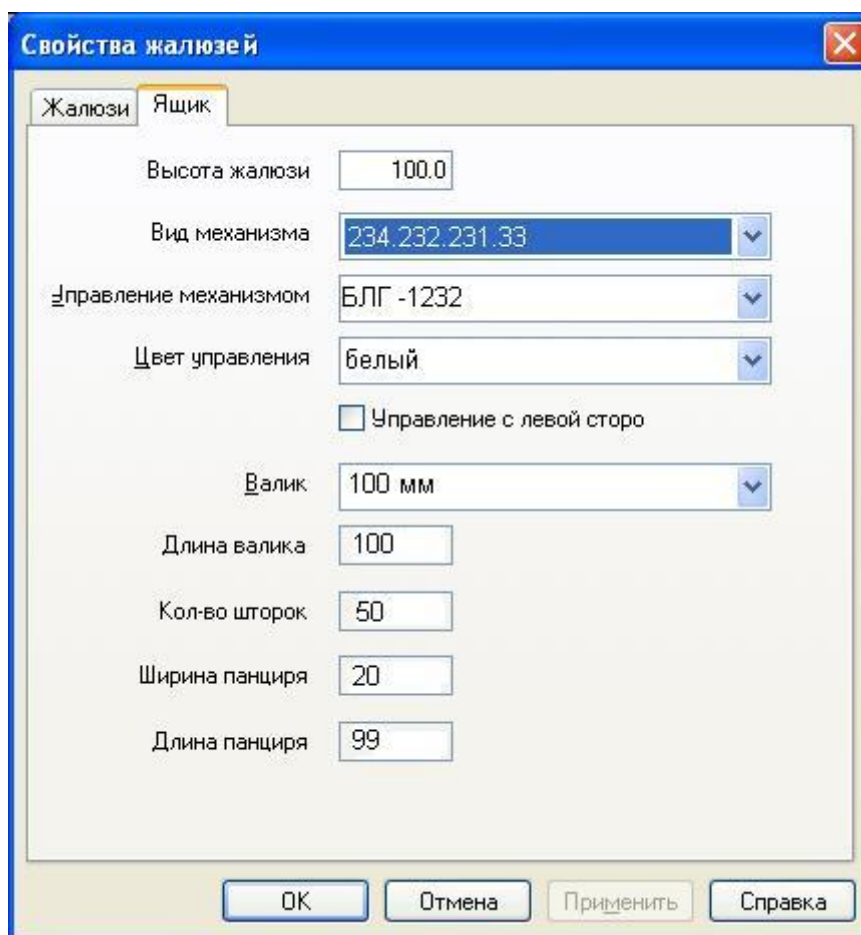 Свойства жалюзей
Жалюзи Ящик
Высота жалюзи 100.0
Вид механизма 234.232.231.33
Управление механизмом БЛГ -1232
Цвет управления белый
Управление с левой сторо
Валик 100 мм
Длина валика 100
Кол-во шторок 50
Ширина панциря 20
Длина панциря 99
OK Отмена Применить Справка